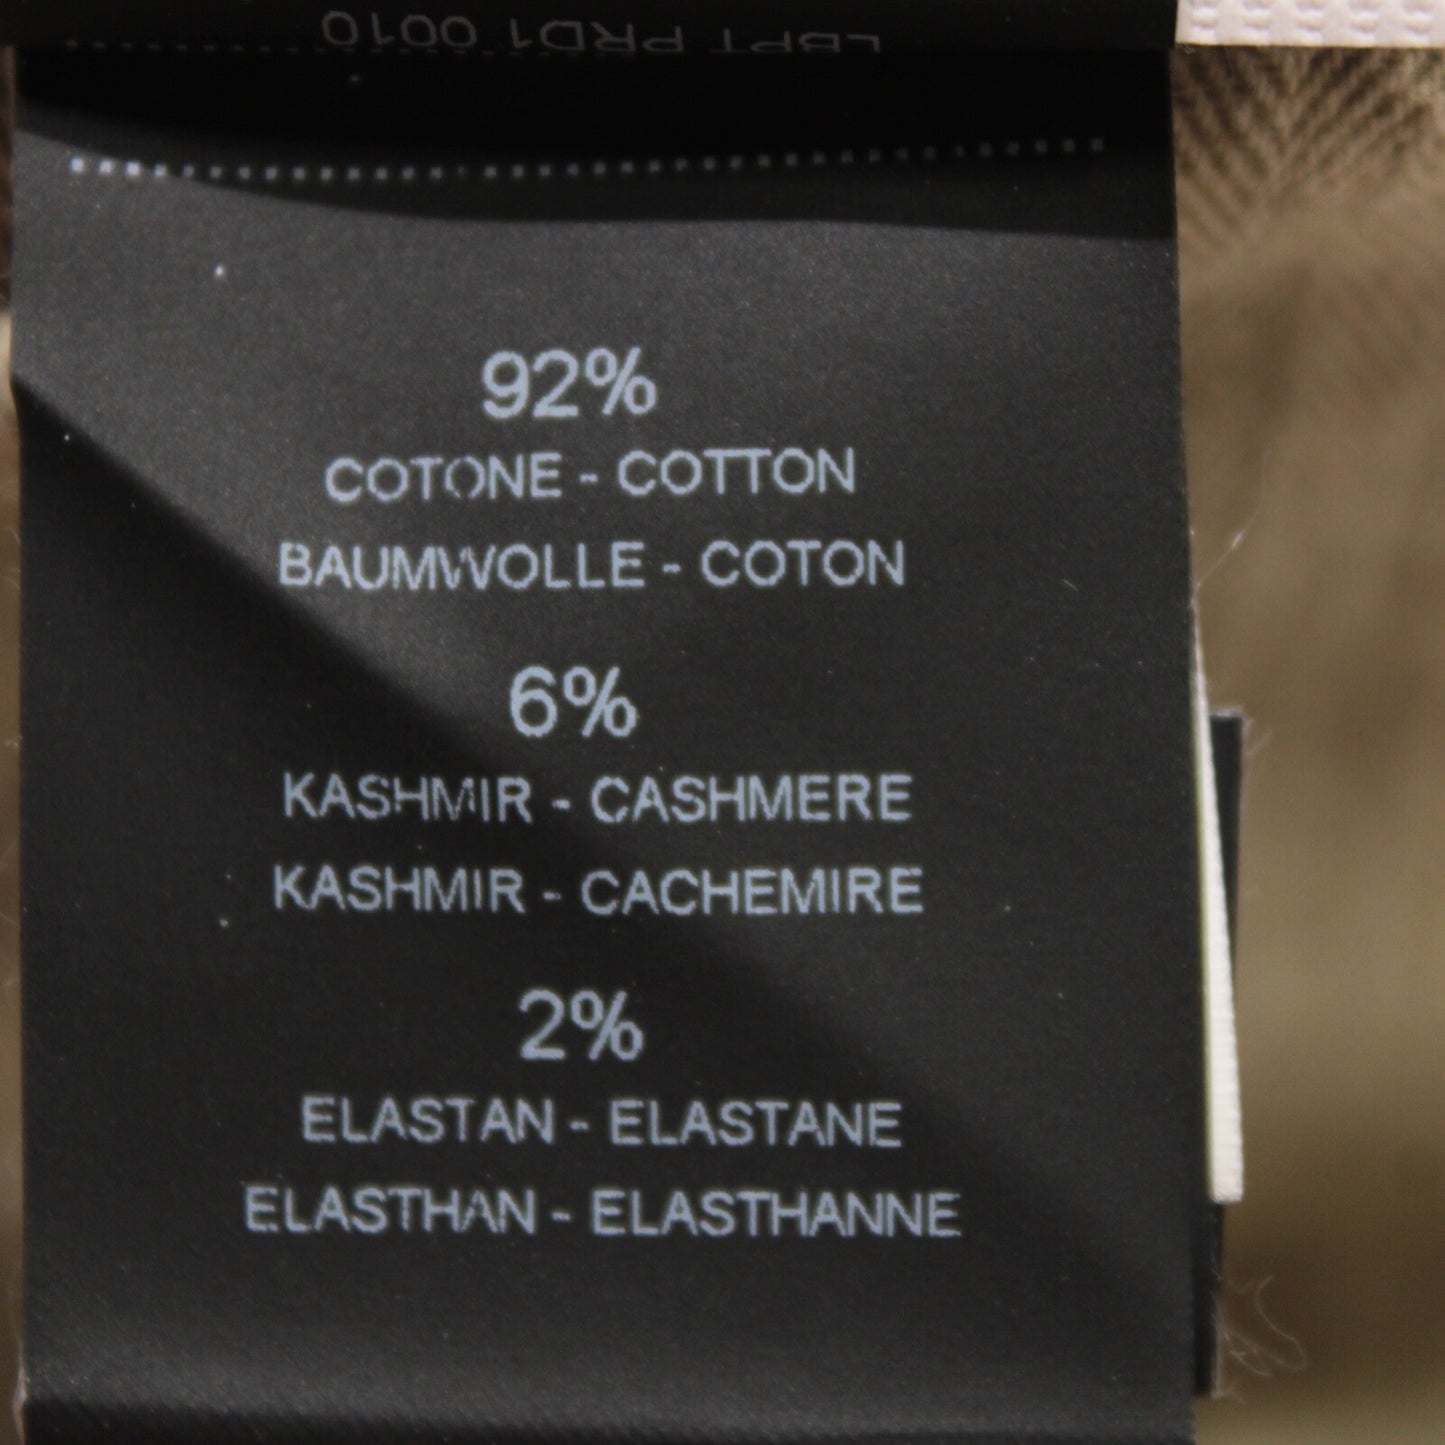 LBPT PRD1 0010
92%
COTONE - COTTON
BAUMWOLLE - COTON
6%
KASHMIR - CASHMERE
KASHMIR - CACHEMIRE
2%
ELASTAN - ELASTANE
ELASTHAN - ELASTHANNE